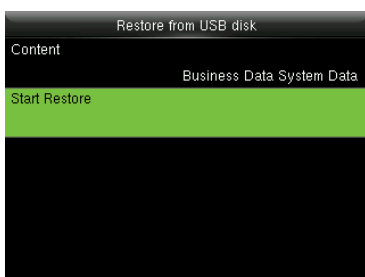 Restore from USB disk
Content
Business Data System Data
Start Restore